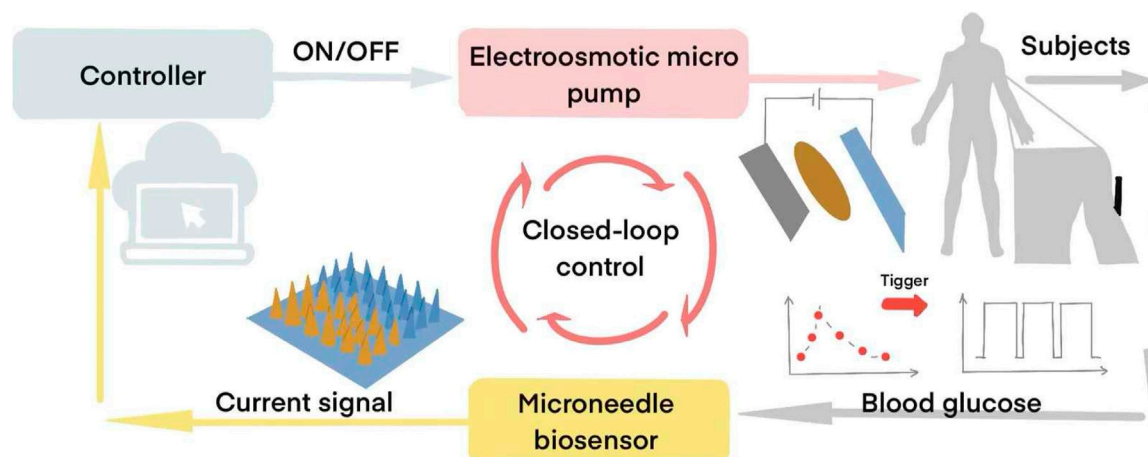 Controller
ON/OFF
Electroosmotic micro
pump
Subjects
Closed-loop
control
Tigger
Current signal
Microneedle
biosensor
Blood glucose